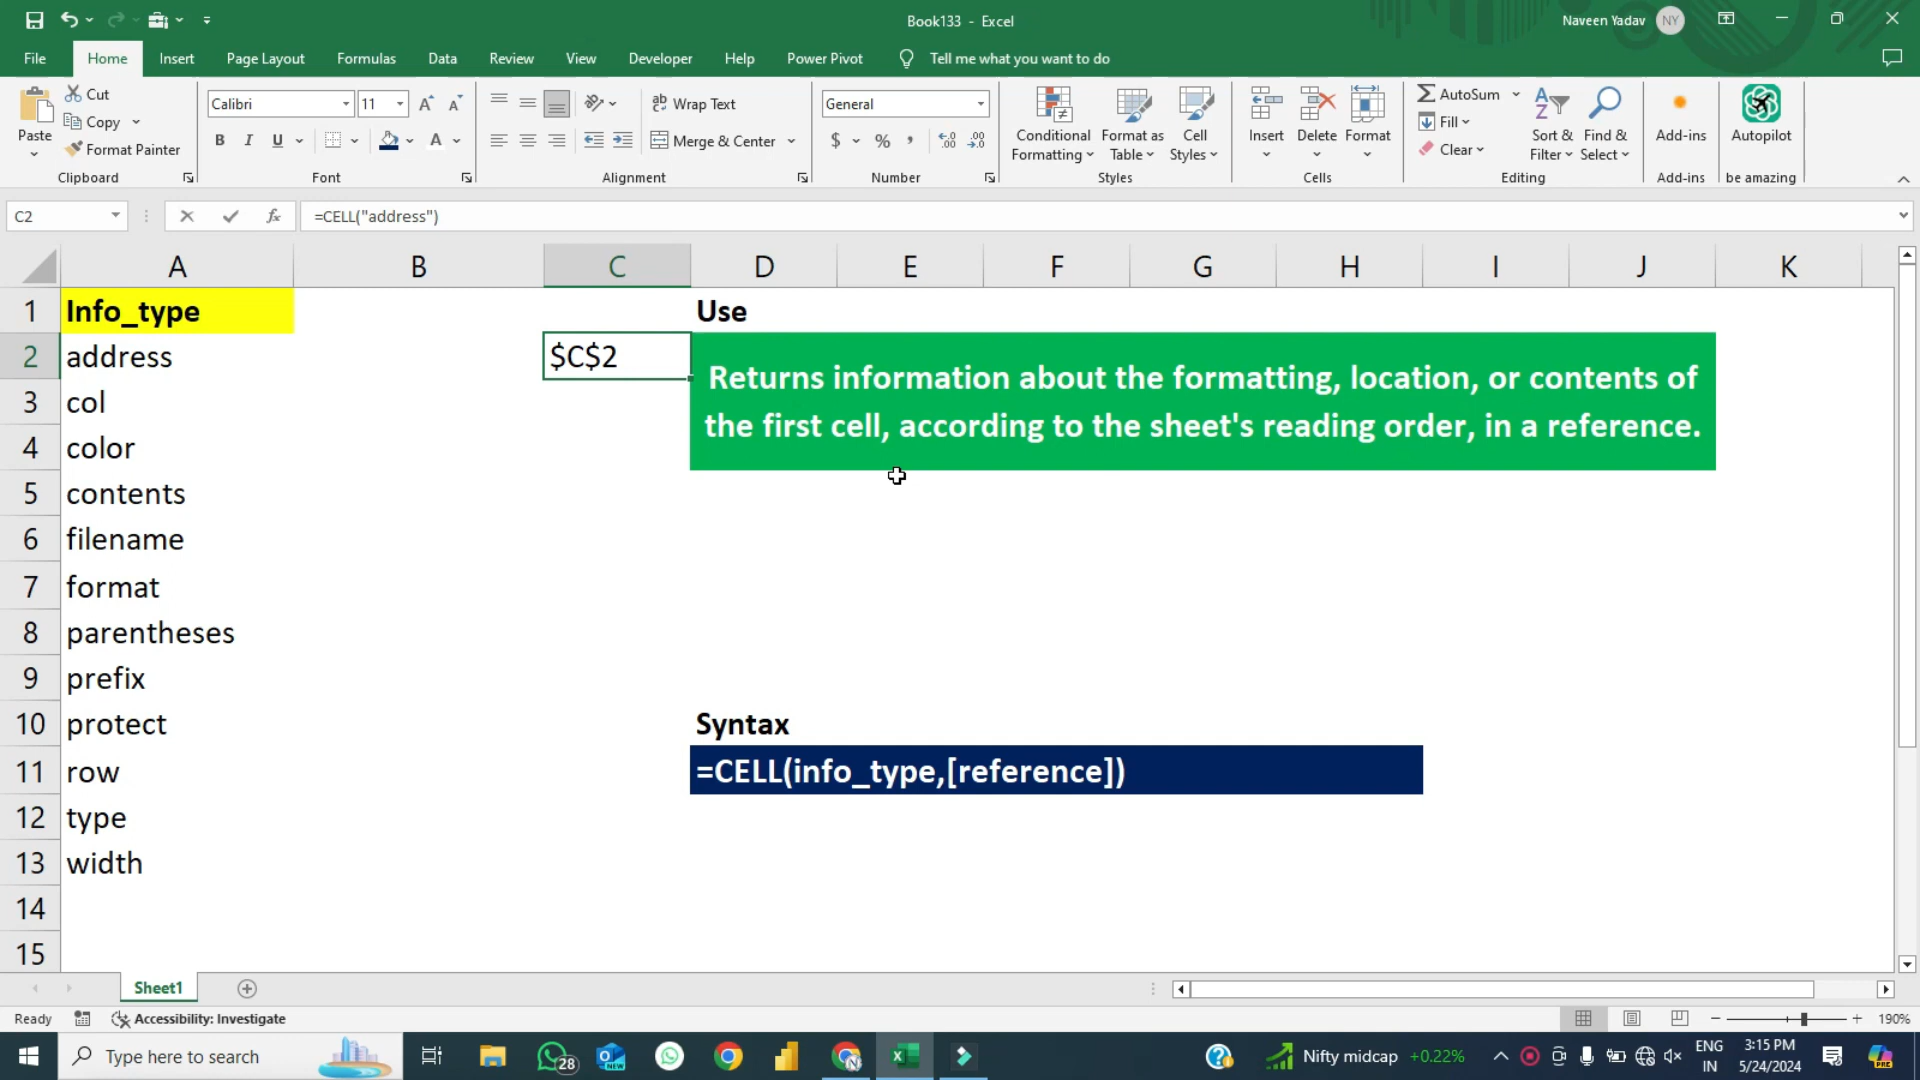 Book133 - Excel
Naveen Yadav NY
File Home Insert Page Layout Formulas Data Review View Developer Help Power Pivot Tell me what you want to do
Paste
Cut
Copy
Format Painter
Clipboard
Calibri 11
B I U
Font
Wrap Text
Merge & Center
Alignment
General
$ % ,
Number
Conditional Formatting
Format as Table
Cell Styles
Styles
Insert Delete Format
Cells
AutoSum
Fill
Clear
Sort & Filter
Find & Select
Editing
Add-ins
Add-ins
Autopilot
be amazing
C2 fx =CELL("address")
A B C D E F G H I J K
1 Info_type Use
2 address $C$2
Returns information about the formatting, location, or contents of
the first cell, according to the sheet's reading order, in a reference.
3 col
4 color
5 contents
6 filename
7 format
8 parentheses
9 prefix
10 protect Syntax
11 row =CELL(info_type,[reference])
12 type
13 width
14
15
Sheet1
Ready Accessibility: Investigate 190%
Type here to search
28
NEW
Nifty midcap +0.22%
ENG
IN
3:15 PM
5/24/2024
PRE